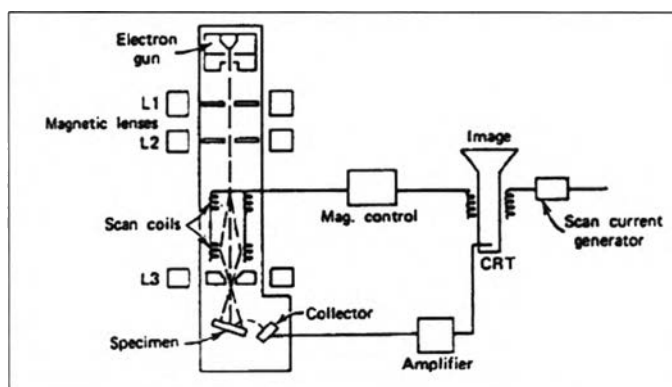 Electron
gun
L1
Magnetic lenses
L2
Image
Mag. control
Scan coils
Scan current
generator
CRT
L3
Collector
Specimen
Amplifier